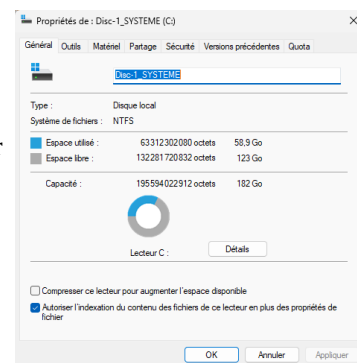 Propriétés de : Disc-1_SYSTEME (C:)
Général Outils Matériel Partage Sécurité Versions précédentes Quota
Disc-1_SYSTEME
Type : Disque local
Système de fichiers : NTFS
Espace utilisé : 63312302080 octets 58,9 Go
Espace libre : 132281720832 octets 123 Go
Capacité : 195594022912 octets 182 Go
Lecteur C : Détails
Compresser ce lecteur pour augmenter l'espace disponible
Autoriser l'indexation du contenu des fichiers de ce lecteur en plus des propriétés de
fichier
OK Annuler Appliquer